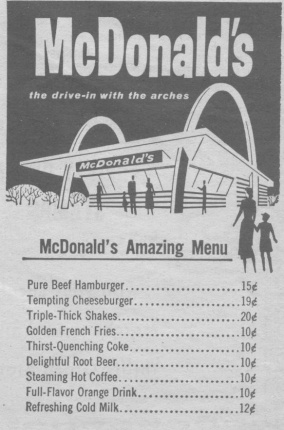 McDonald's
the drive-in with the arches
McDonald's
McDonald's Amazing Menu
Pure Beef Hamburger..........................15¢
Tempting Cheeseburger.......................19¢
Triple-Thick Shakes............................20¢
Golden French Fries............................10¢
Thirst-Quenching Coke.........................10¢
Delightful Root Beer............................10¢
Steaming Hot Coffee............................10¢
Full-Flavor Orange Drink......................10¢
Refreshing Cold Milk...........................12¢